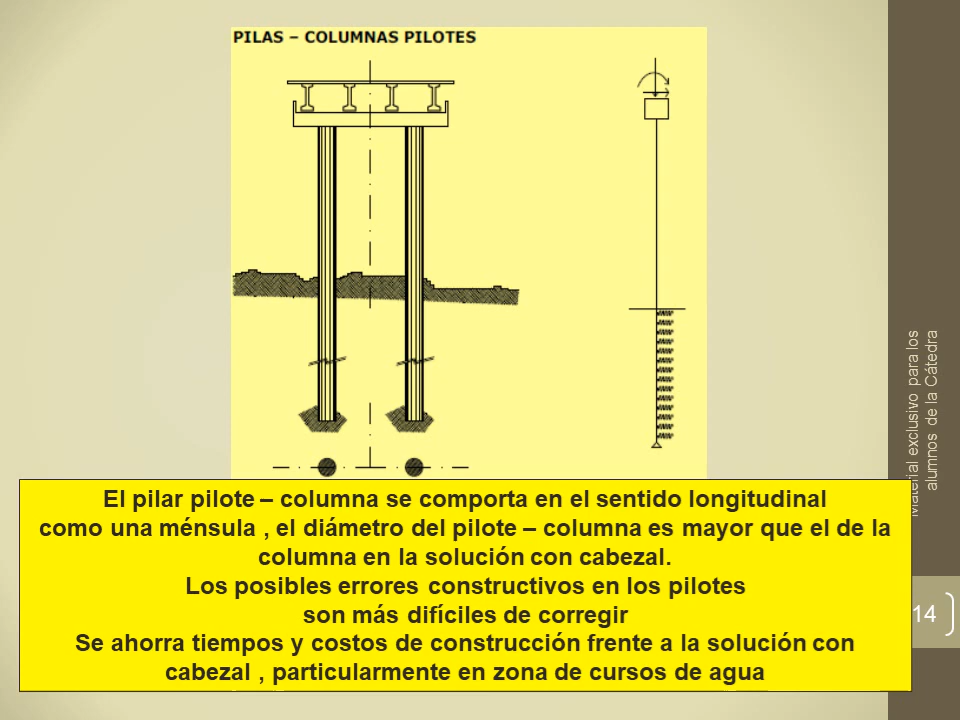 PILAS – COLUMNAS PILOTES
El pilar pilote – columna se comporta en el sentido longitudinal
como una ménsula , el diámetro del pilote – columna es mayor que el de la
columna en la solución con cabezal.
Los posibles errores constructivos en los pilotes
son más difíciles de corregir
Se ahorra tiempos y costos de construcción frente a la solución con
cabezal , particularmente en zona de cursos de agua
Material exclusivo para los
alumnos de la Cátedra
14